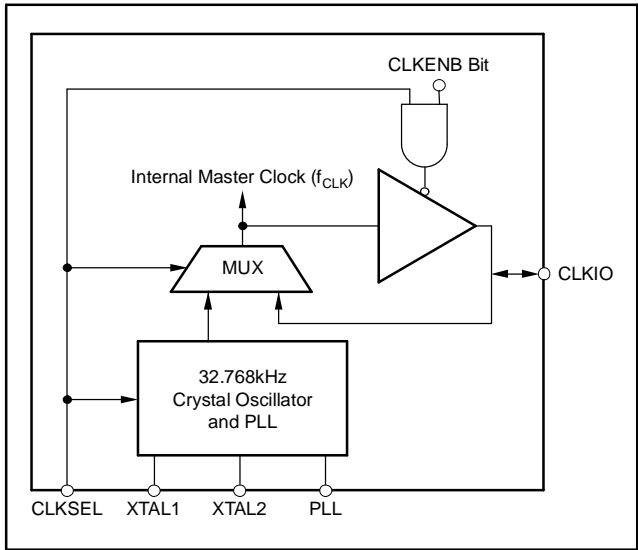 CLKENB Bit
Internal Master Clock (fCLK)
MUX
CLKIO
32.768kHz
Crystal Oscillator
and PLL
CLKSEL XTAL1 XTAL2 PLL